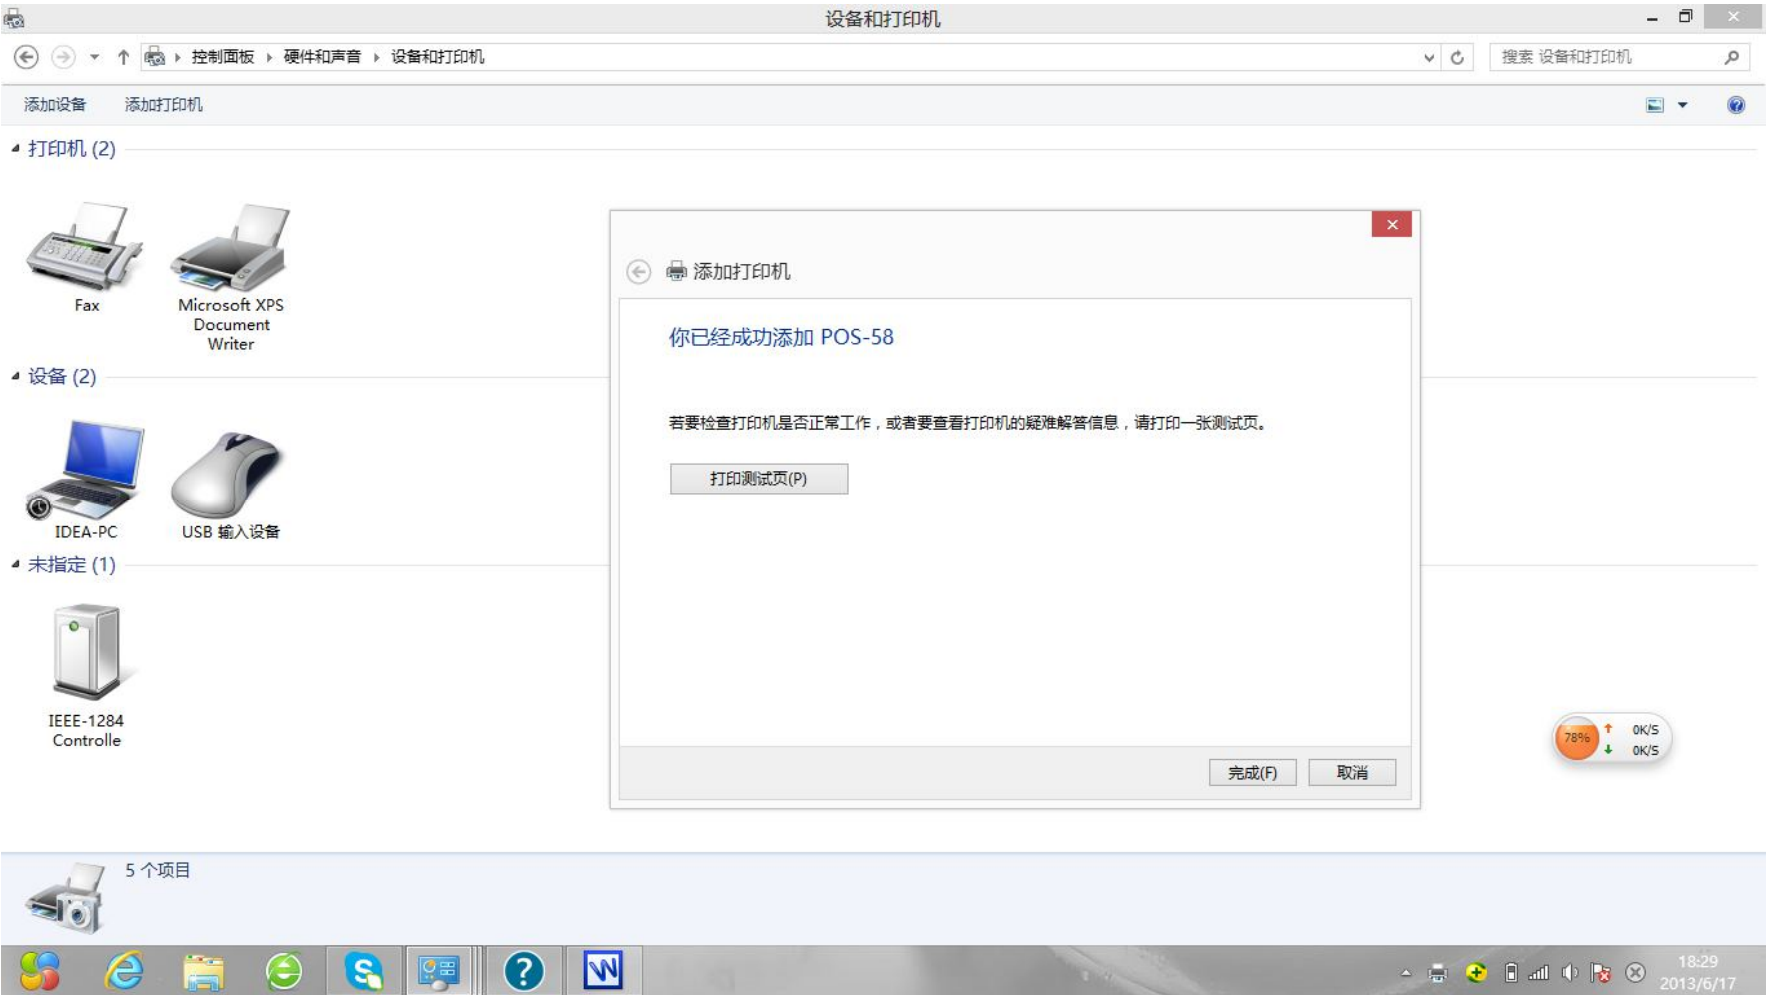 设备和打印机
控制面板 硬件和声音 设备和打印机
搜索 设备和打印机
添加设备 添加打印机
打印机 (2)
Fax
Microsoft XPS
Document
Writer
设备 (2)
IDEA-PC
USB 输入设备
未指定 (1)
IEEE-1284
Controlle
添加打印机
你已经成功添加 POS-58
若要检查打印机是否正常工作，或者要查看打印机的疑难解答信息，请打印一张测试页。
打印测试页(P)
完成(F) 取消
78% 0K/S
0K/S
5 个项目
18:29
2013/6/17